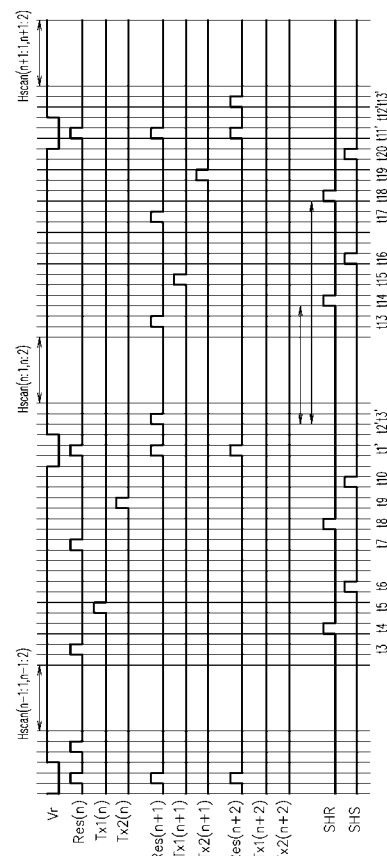 Hscan(n-1:1,n-1:2)
Hscan(n:1,n:2)
Hscan(n+1:1,n+1:2)
Vr
Res(n)
Tx1(n)
Tx2(n)
Res(n+1)
Tx1(n+1)
Tx2(n+1)
Res(n+2)
Tx1(n+2)
Tx2(n+2)
SHR
SHS
t3 t4 t5 t6 t7 t8 t9 t10 t1' t2' t3' t13 t14 t15 t16 t17 t18 t19 t20 t11' t12' t13'